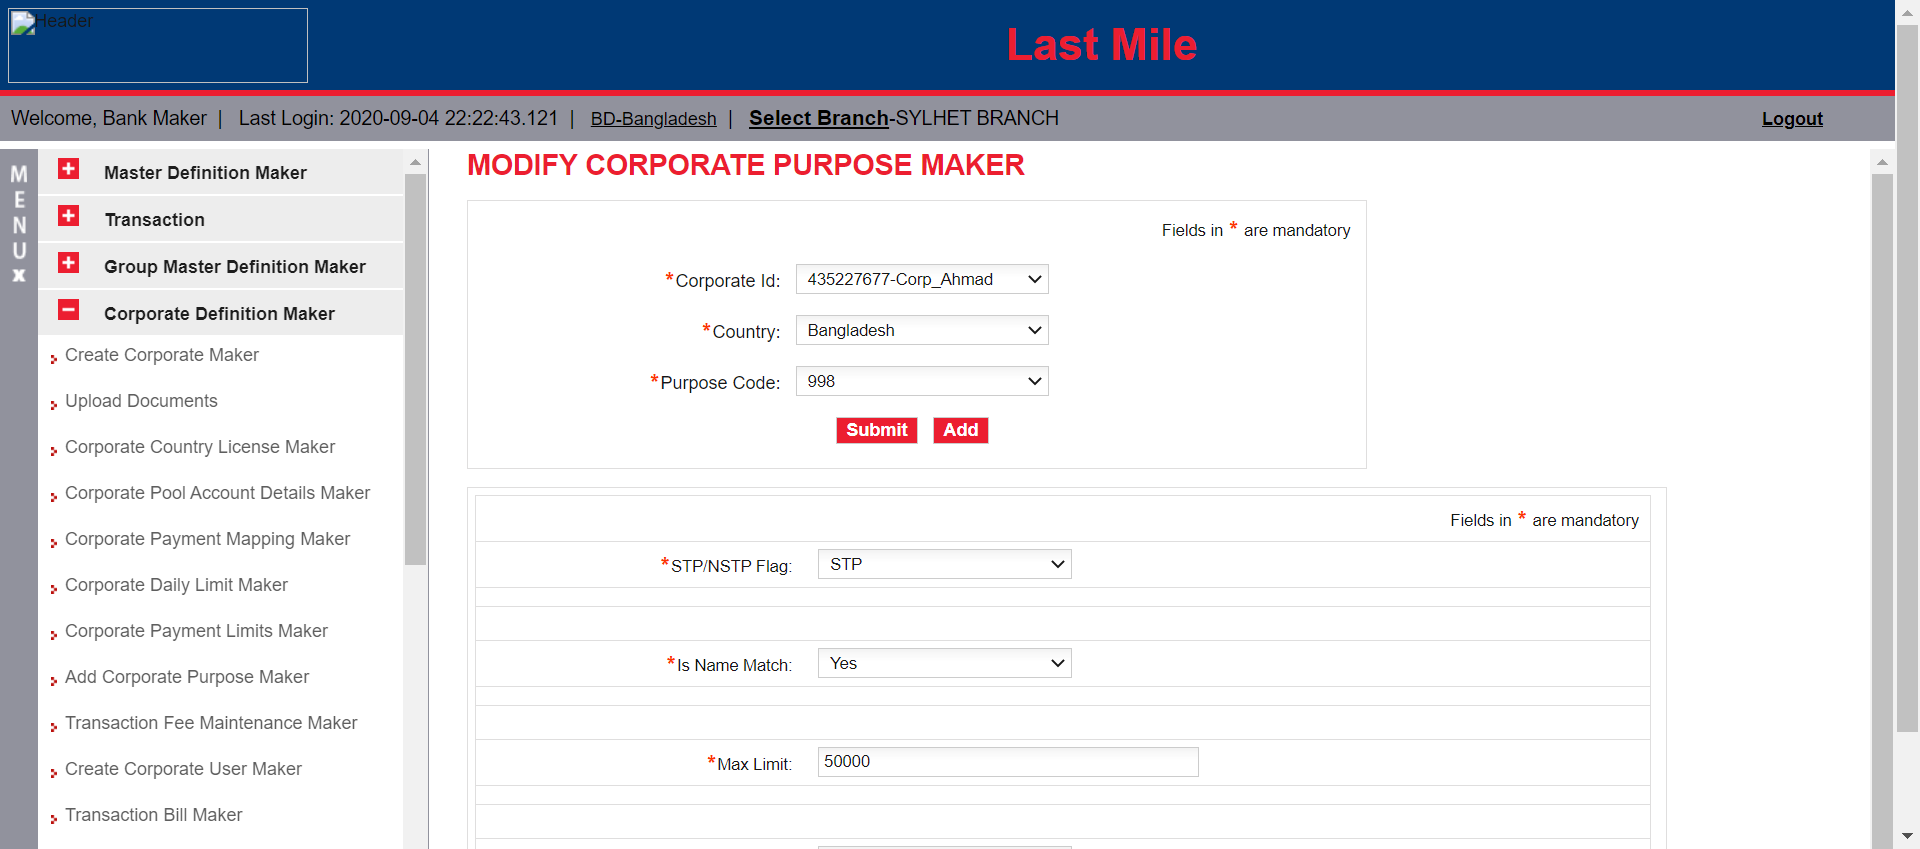 Header
Last Mile
Welcome, Bank Maker | Last Login: 2020-09-04 22:22:43.121 | BD-Bangladesh | Select Branch-SYLHET BRANCH
Logout
MENU x
Master Definition Maker
Transaction
Group Master Definition Maker
Corporate Definition Maker
Create Corporate Maker
Upload Documents
Corporate Country License Maker
Corporate Pool Account Details Maker
Corporate Payment Mapping Maker
Corporate Daily Limit Maker
Corporate Payment Limits Maker
Add Corporate Purpose Maker
Transaction Fee Maintenance Maker
Create Corporate User Maker
Transaction Bill Maker
MODIFY CORPORATE PURPOSE MAKER
Fields in * are mandatory
*Corporate Id: 435227677-Corp_Ahmad
*Country: Bangladesh
*Purpose Code: 998
Submit Add
Fields in * are mandatory
*STP/NSTP Flag: STP
*Is Name Match: Yes
*Max Limit: 50000